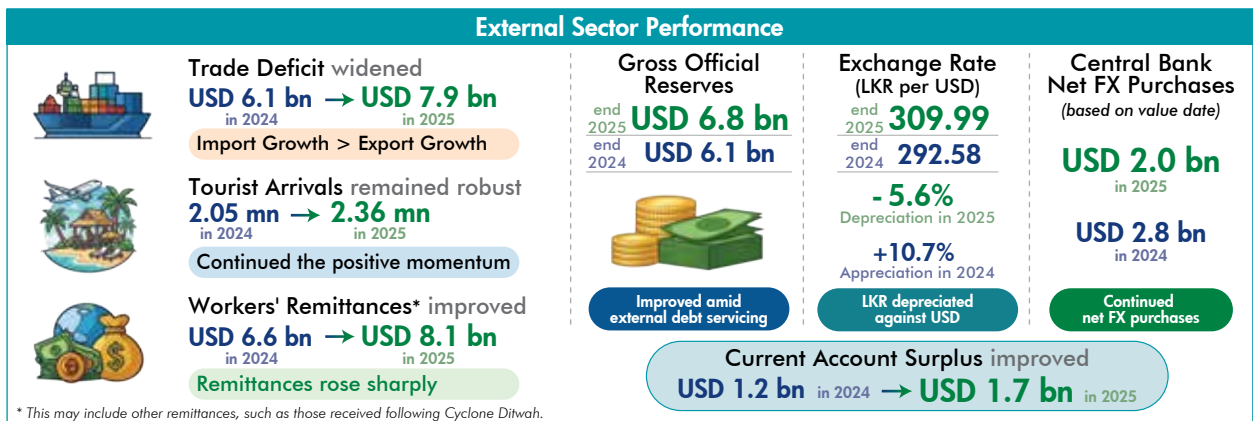 External Sector Performance
Trade Deficit widened
USD 6.1 bn → USD 7.9 bn
in 2024 in 2025
Import Growth > Export Growth
Tourist Arrivals remained robust
2.05 mn → 2.36 mn
in 2024 in 2025
Continued the positive momentum
Workers' Remittances* improved
USD 6.6 bn → USD 8.1 bn
in 2024 in 2025
Remittances rose sharply
* This may include other remittances, such as those received following Cyclone Ditwah.
Gross Official
Reserves
end
2025 USD 6.8 bn
end
2024 USD 6.1 bn
Improved amid
external debt servicing
Exchange Rate
(LKR per USD)
end
2025 309.99
end
2024 292.58
- 5.6%
Depreciation in 2025
+10.7%
Appreciation in 2024
LKR depreciated
against USD
Central Bank
Net FX Purchases
(based on value date)
USD 2.0 bn
in 2025
USD 2.8 bn
in 2024
Continued
net FX purchases
Current Account Surplus improved
USD 1.2 bn in 2024 → USD 1.7 bn in 2025